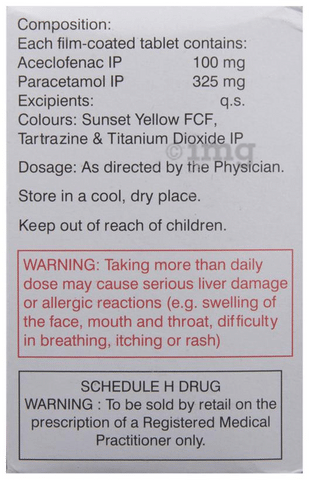 Composition:
Each film-coated tablet contains:
Aceclofenac IP 100 mg
Paracetamol IP 325 mg
Excipients: q.s.
Colours: Sunset Yellow FCF,
Tartrazine & Titanium Dioxide IP
Dosage: As directed by the Physician.
Store in a cool, dry place.
Keep out of reach of children.
WARNING: Taking more than daily
dose may cause serious liver damage
or allergic reactions (e.g. swelling of
the face, mouth and throat, difficulty
in breathing, itching or rash)
SCHEDULE H DRUG
WARNING : To be sold by retail on the
prescription of a Registered Medical
Practitioner only.